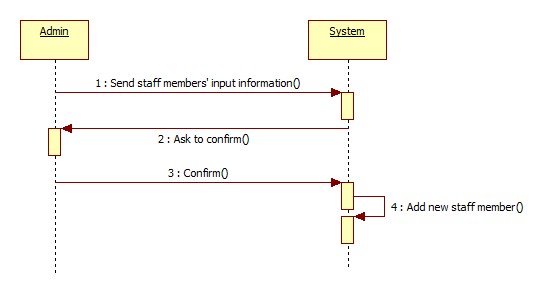 Admin
System
1 : Send staff members' input information()
2 : Ask to confirm()
3 : Confirm()
4 : Add new staff member()